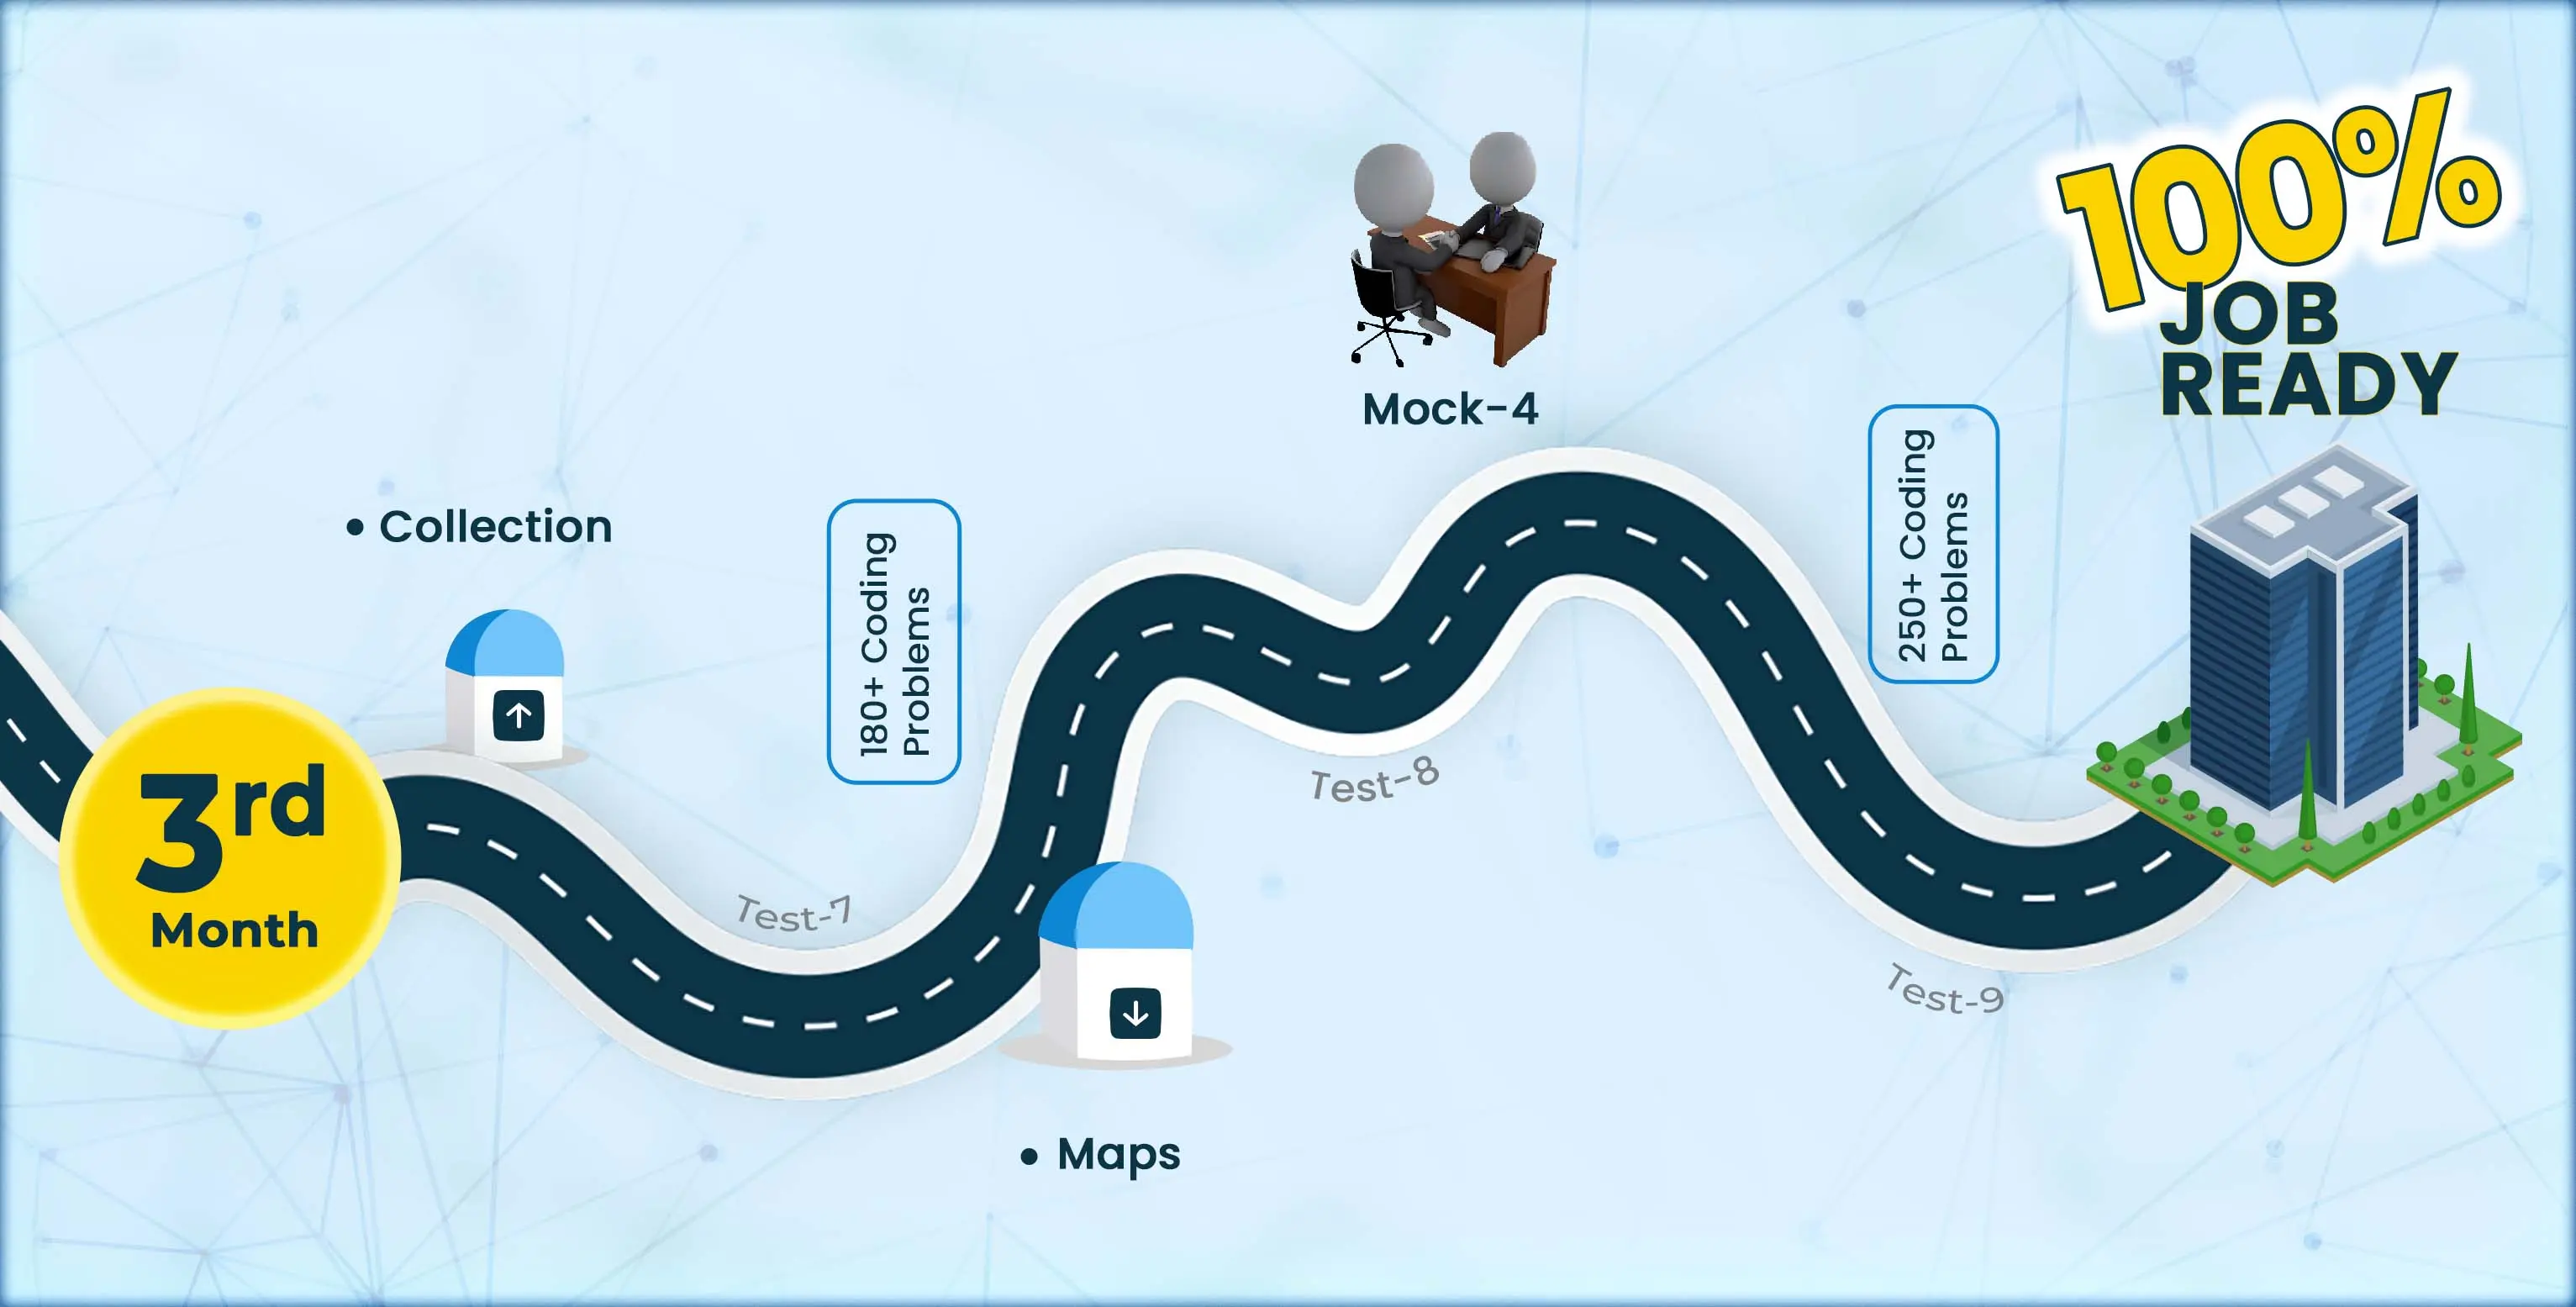 3rd
Month
• Collection
Test-7
180+ Coding
Problems
• Maps
Test-8
Mock-4
250+ Coding
Problems
Test-9
100%
JOB
READY